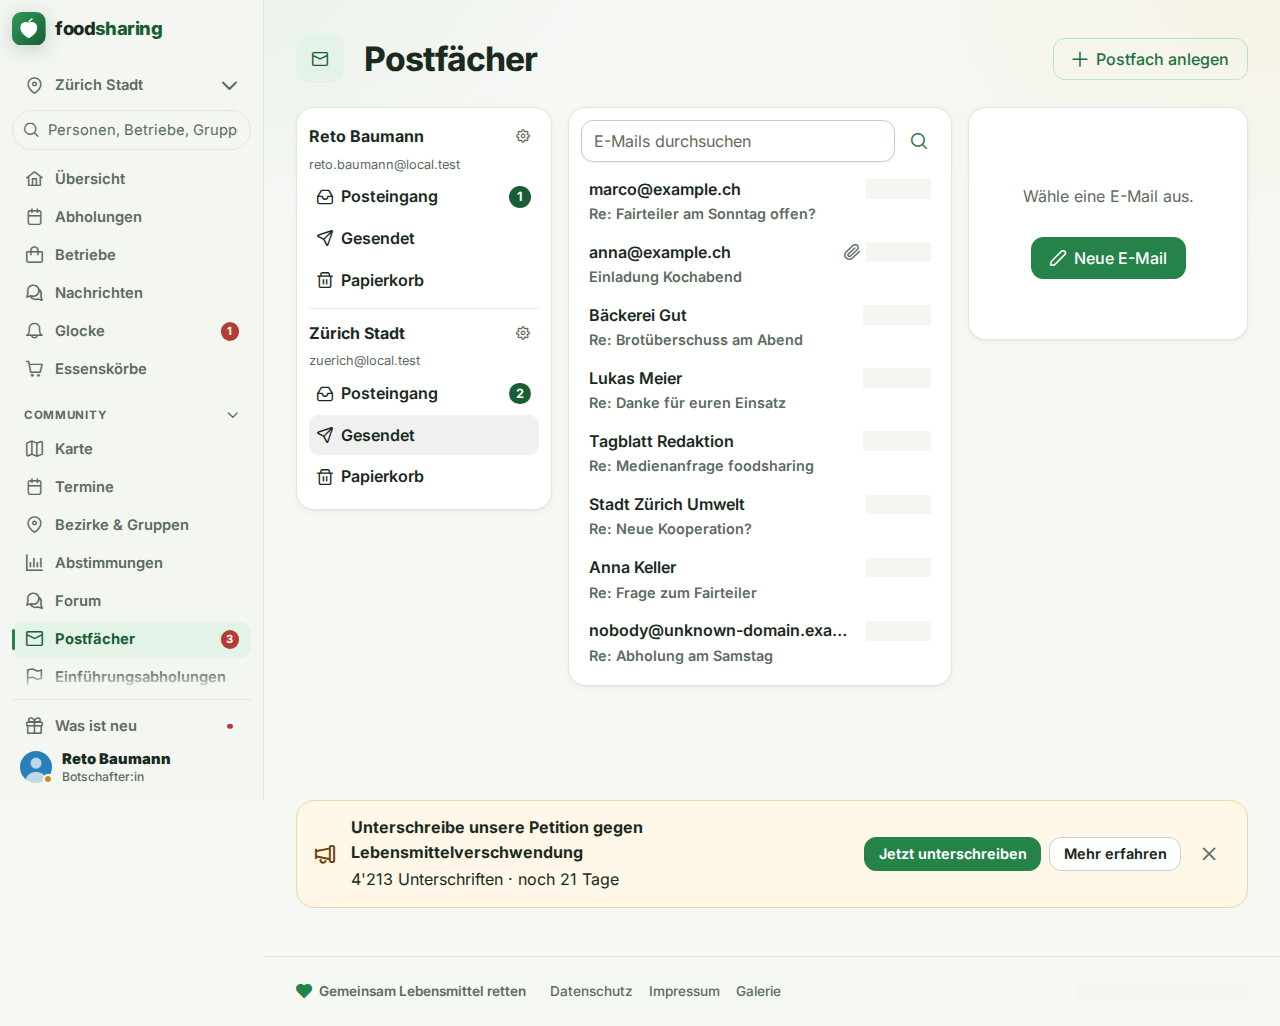 foodsharing
Zürich Stadt
Personen, Betriebe, Grupp
Übersicht
Abholungen
Betriebe
Nachrichten
Glocke 1
Essenskörbe
COMMUNITY
Karte
Termine
Bezirke & Gruppen
Abstimmungen
Forum
Postfächer 3
Einführungsabholungen
Was ist neu
Reto Baumann
Botschafter:in
Postfächer
Postfach anlegen
Reto Baumann
reto.baumann@local.test
Posteingang 1
Gesendet
Papierkorb
Zürich Stadt
zuerich@local.test
Posteingang 2
Gesendet
Papierkorb
E-Mails durchsuchen
marco@example.ch
Re: Fairteiler am Sonntag offen?
anna@example.ch
Einladung Kochabend
Bäckerei Gut
Re: Brotüberschuss am Abend
Lukas Meier
Re: Danke für euren Einsatz
Tagblatt Redaktion
Re: Medienanfrage foodsharing
Stadt Zürich Umwelt
Re: Neue Kooperation?
Anna Keller
Re: Frage zum Fairteiler
nobody@unknown-domain.exa...
Re: Abholung am Samstag
Wähle eine E-Mail aus.
Neue E-Mail
Unterschreibe unsere Petition gegen
Lebensmittelverschwendung
4'213 Unterschriften · noch 21 Tage
Jetzt unterschreiben
Mehr erfahren
Gemeinsam Lebensmittel retten
Datenschutz
Impressum
Galerie